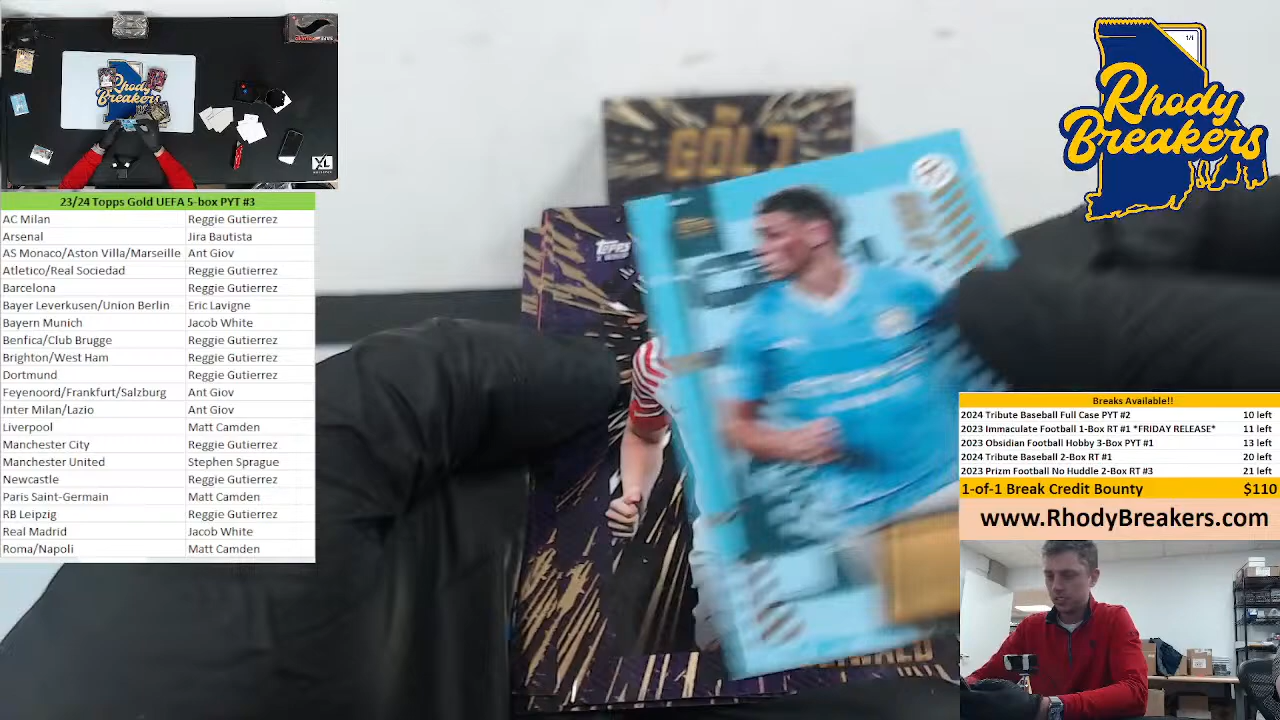 Rhody
Breakers
XL
23/24 Topps Gold UEFA 5-box PYT #3
AC Milan Reggie Gutierrez
Arsenal Jira Bautista
AS Monaco/Aston Villa/Marseille Ant Giov
Atletico/Real Sociedad Reggie Gutierrez
Barcelona Reggie Gutierrez
Bayer Leverkusen/Union Berlin Eric Lavigne
Bayern Munich Jacob White
Benfica/Club Brugge Reggie Gutierrez
Brighton/West Ham Reggie Gutierrez
Dortmund Reggie Gutierrez
Feyenoord/Frankfurt/Salzburg Ant Giov
Inter Milan/Lazio Ant Giov
Liverpool Matt Camden
Manchester City Reggie Gutierrez
Manchester United Stephen Sprague
Newcastle Reggie Gutierrez
Paris Saint-Germain Matt Camden
RB Leipzig Reggie Gutierrez
Real Madrid Jacob White
Roma/Napoli Matt Camden
GOLD
TOPPS
1/1
Rhody
Breakers
Breaks Available!!
2024 Tribute Baseball Full Case PYT #2 10 left
2023 Immaculate Football 1-Box RT #1 *FRIDAY RELEASE* 11 left
2023 Obsidian Football Hobby 3-Box PYT #1 13 left
2024 Tribute Baseball 2-Box RT #1 20 left
2023 Prizm Football No Huddle 2-Box RT #3 21 left
1-of-1 Break Credit Bounty $110
www.RhodyBreakers.com